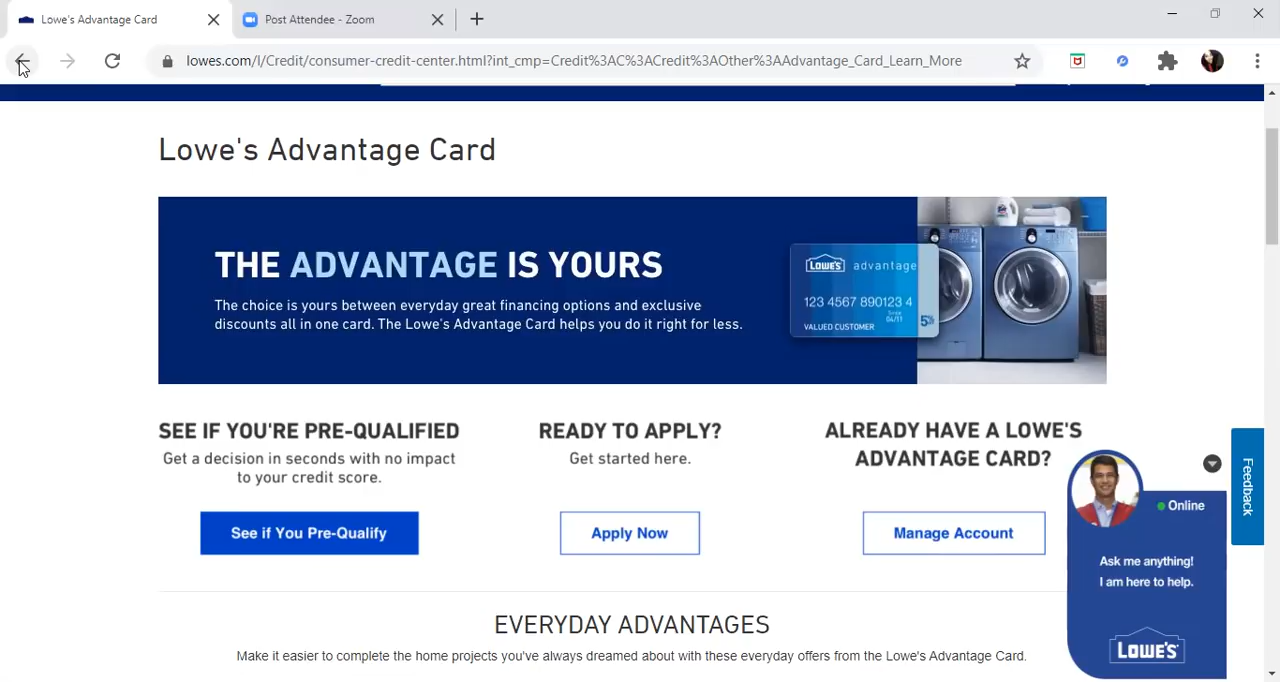 Lowe's Advantage Card
Post Attendee - Zoom
lowes.com/l/Credit/consumer-credit-center.html?int_cmp=Credit%3AC%3ACredit%3AOther%3AAdvantage_Card_Learn_More
Lowe's Advantage Card
THE ADVANTAGE IS YOURS
The choice is yours between everyday great financing options and exclusive
discounts all in one card. The Lowe's Advantage Card helps you do it right for less.
LOWE'S advantage
123 4567 890123 4
Since
04/11
VALUED CUSTOMER
5%
SEE IF YOU'RE PRE-QUALIFIED
Get a decision in seconds with no impact
to your credit score.
See if You Pre-Qualify
READY TO APPLY?
Get started here.
Apply Now
ALREADY HAVE A LOWE'S
ADVANTAGE CARD?
Manage Account
Feedback
Online
Ask me anything!
I am here to help.
LOWE'S
EVERYDAY ADVANTAGES
Make it easier to complete the home projects you've always dreamed about with these everyday offers from the Lowe's Advantage Card.